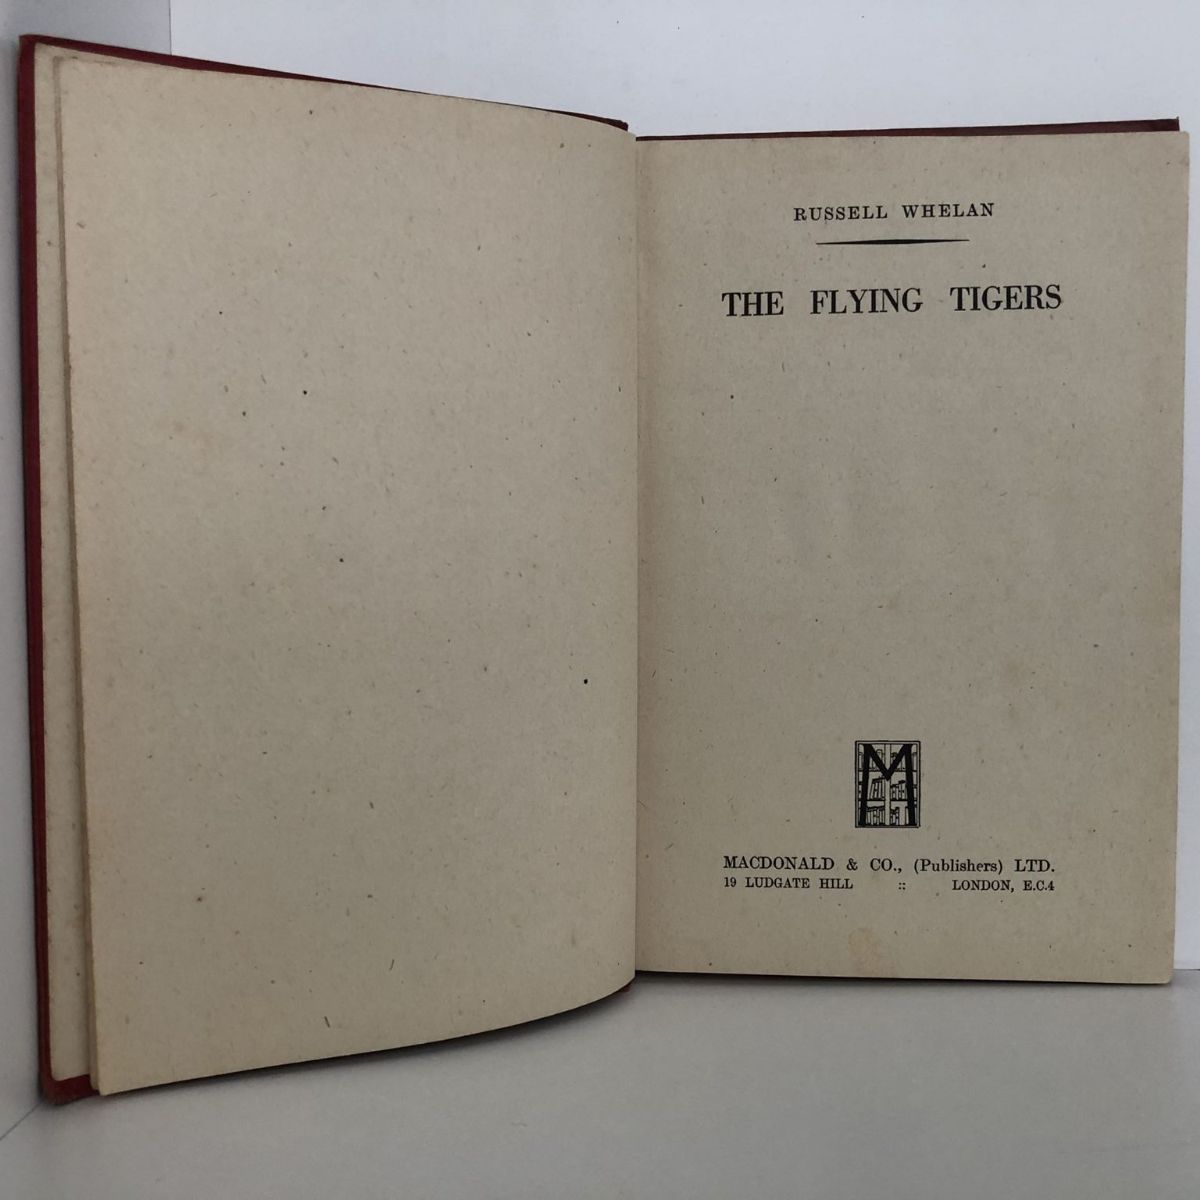 RUSSELL WHELAN
THE FLYING TIGERS
M
MACDONALD & CO., (Publishers) LTD.
19 LUDGATE HILL :: LONDON, E.C.4